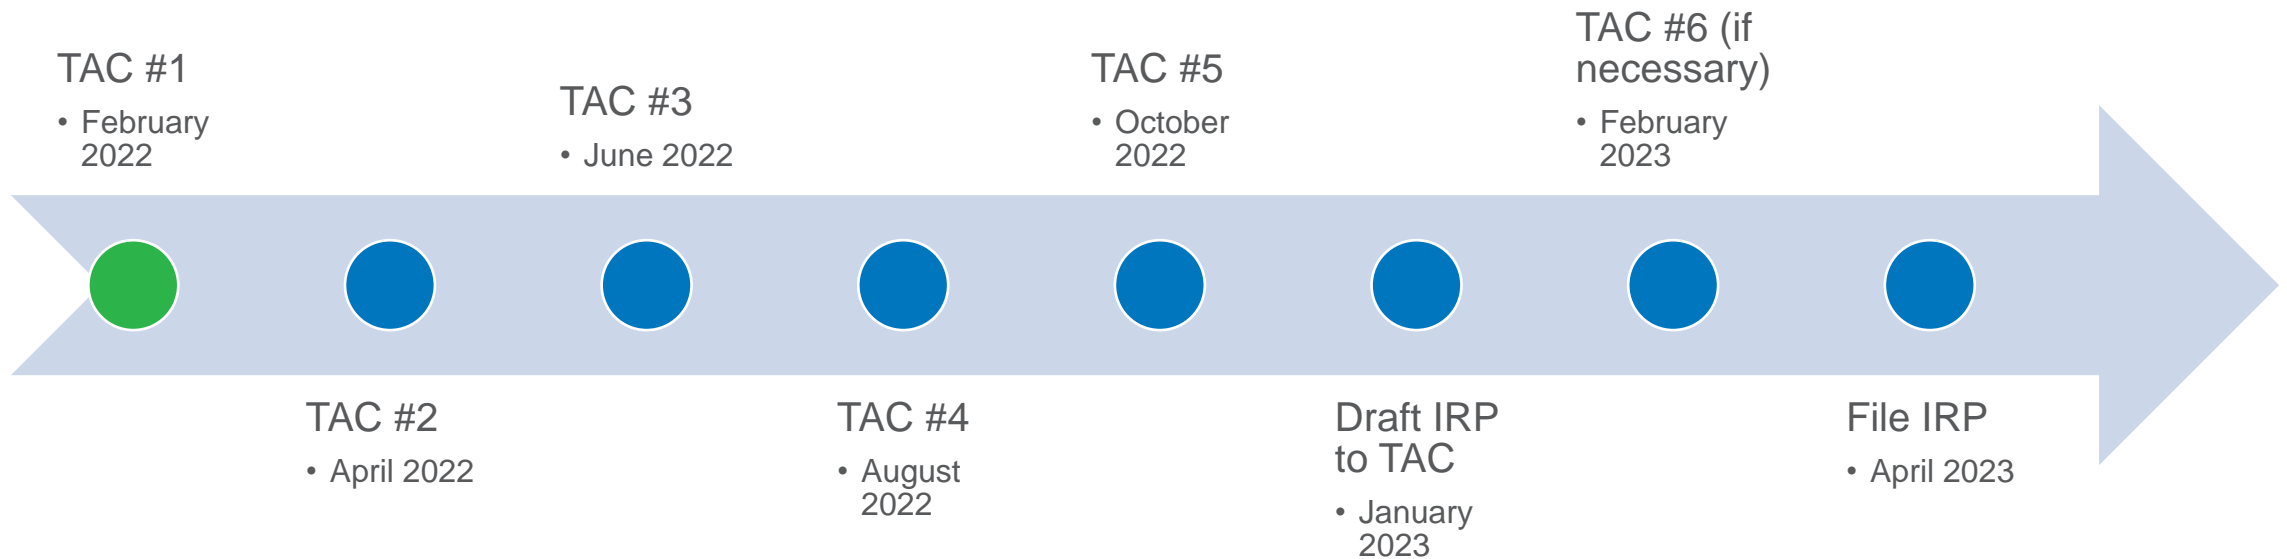 TAC #1
• February
2022
TAC #2
• April 2022
TAC #3
• June 2022
TAC #4
• August
2022
TAC #5
• October
2022
Draft IRP
to TAC
• January
2023
TAC #6 (if
necessary)
• February
2023
File IRP
• April 2023